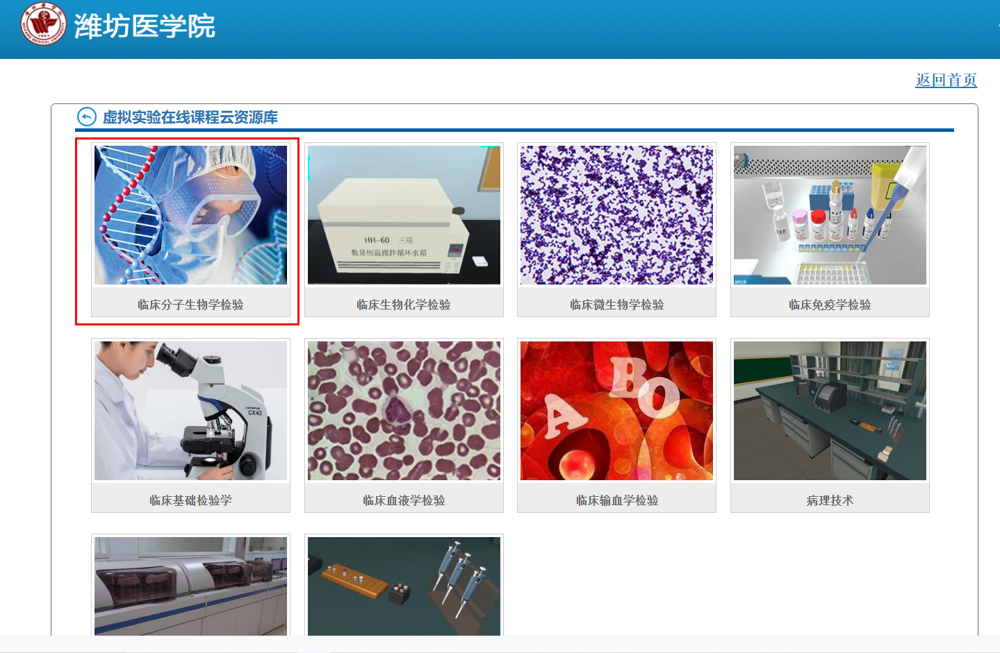 潍坊医学院
WEIFANG MEDICAL UNIVERSITY
返回首页
虚拟实验在线课程云资源库
HH-60 三用
数显恒温搅拌循环水箱
临床分子生物学检验
临床生物化学检验
临床微生物学检验
临床免疫学检验
OLYMPUS
CX43
A B O
临床基础检验学
临床血液学检验
临床输血学检验
病理技术